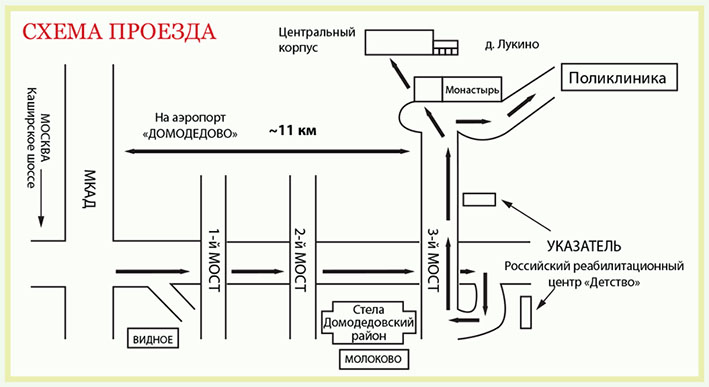 СХЕМА ПРОЕЗДА
Центральный
корпус
д. Лукино
Поликлиника
Монастырь
МОСКВА
Каширское шоссе
МКАД
На аэропорт
«ДОМОДЕДОВО»
~11 км
1-й МОСТ
2-й МОСТ
3-й МОСТ
УКАЗАТЕЛЬ
Российский реабилитационный
центр «Детство»
ВИДНОЕ
Стела
Домодедовский
район
МОЛОКОВО